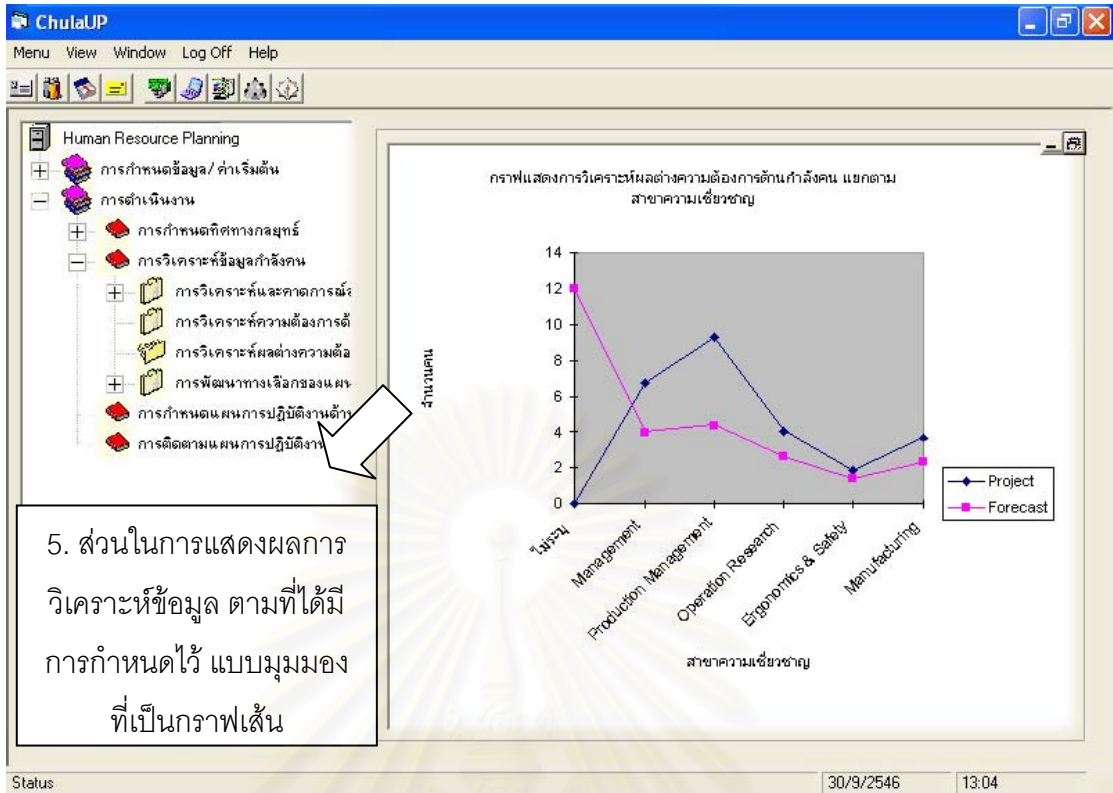 ChulaUP
Menu View Window Log Off Help
Human Resource Planning
การกำหนดข้อมูล/ ค่าเริ่มต้น
การดำเนินงาน
การกำหนดทิศทางกลยุทธ์
การวิเคราะห์ข้อมูลกำลังคน
การวิเคราะห์และคาดการณ์
การวิเคราะห์ความต้องการด้
การวิเคราะห์ผลต่างความต้อ
การพัฒนาทางเลือกของแผน
การกำหนดแผนการปฏิบัติงานด้าน
การติดตามแผนการปฏิบัติงาน
5. ส่วนในการแสดงผลการ
วิเคราะห์ข้อมูล ตามที่ได้มี
การกำหนดไว้ แบบมุมมอง
ที่เป็นกราฟเส้น
กราฟแสดงการวิเคราะห์ผลต่างความต้องการด้านกำลังคน แยกตาม
สาขาความเชี่ยวชาญ
จำนวนคน
14
12
10
8
6
4
2
0
ไม่ระบุ
Management
Production Management
Operation Research
Ergonomics & Safety
Manufacturing
สาขาความเชี่ยวชาญ
Project
Forecast
Status 30/9/2546 13:04